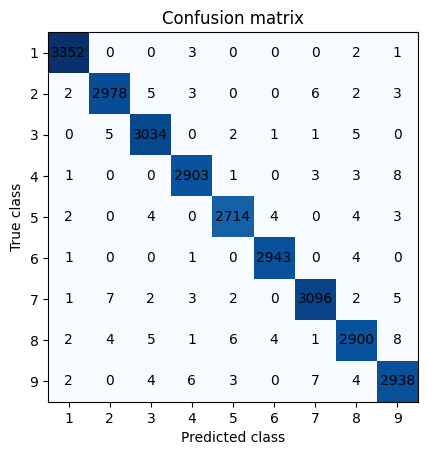 Confusion matrix
True class
1 3352 0 0 3 0 0 0 2 1
2 2 2978 5 3 0 0 6 2 3
3 0 5 3034 0 2 1 1 5 0
4 1 0 0 2903 1 0 3 3 8
5 2 0 4 0 2714 4 0 4 3
6 1 0 0 1 0 2943 0 4 0
7 1 7 2 3 2 0 3096 2 5
8 2 4 5 1 6 4 1 2900 8
9 2 0 4 6 3 0 7 4 2938
1 2 3 4 5 6 7 8 9
Predicted class